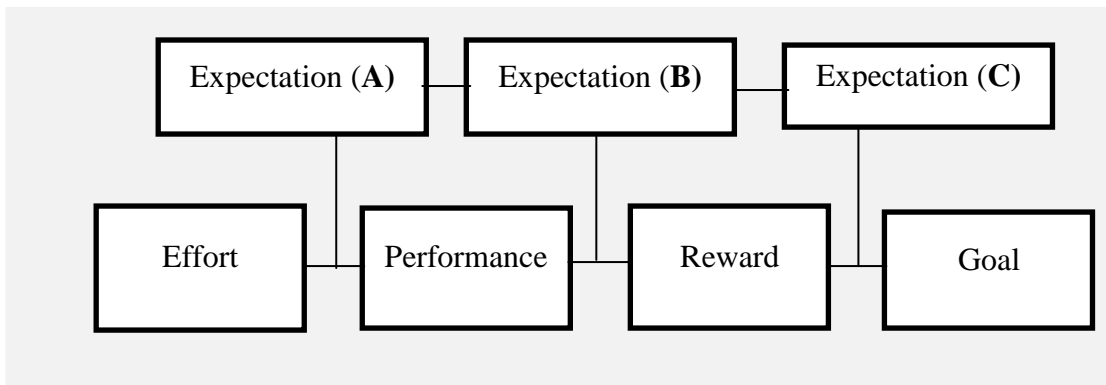 Expectation (A)
Expectation (B)
Expectation (C)
Effort
Performance
Reward
Goal